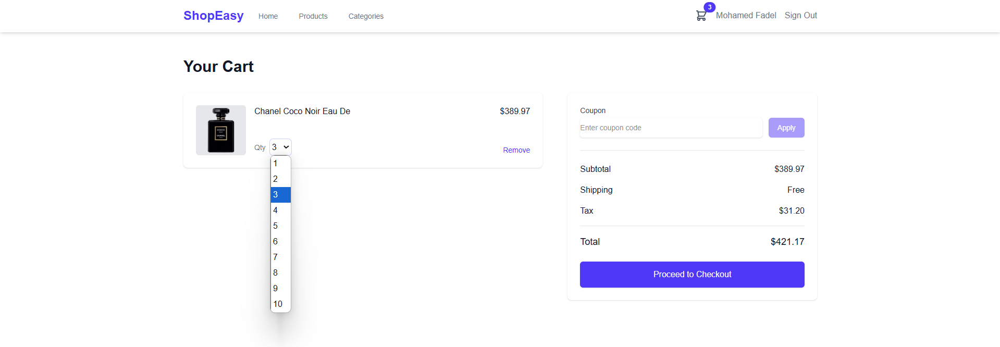 ShopEasy Home Products Categories 3 Mohamed Fadel Sign Out
Your Cart
Chanel Coco Noir Eau De $389.97
COCO
CHANEL
Qty 3 Remove
1
2
3
4
5
6
7
8
9
10
Coupon
Enter coupon code Apply
Subtotal $389.97
Shipping Free
Tax $31.20
Total $421.17
Proceed to Checkout